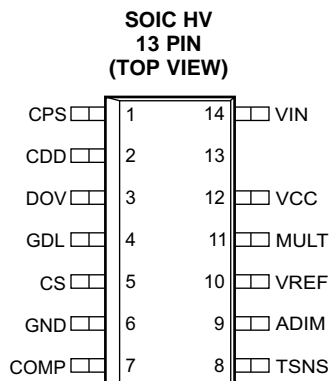 SOIC HV
13 PIN
(TOP VIEW)
CPS 1 14 VIN
CDD 2 13
DOV 3 12 VCC
GDL 4 11 MULT
CS 5 10 VREF
GND 6 9 ADIM
COMP 7 8 TSNS